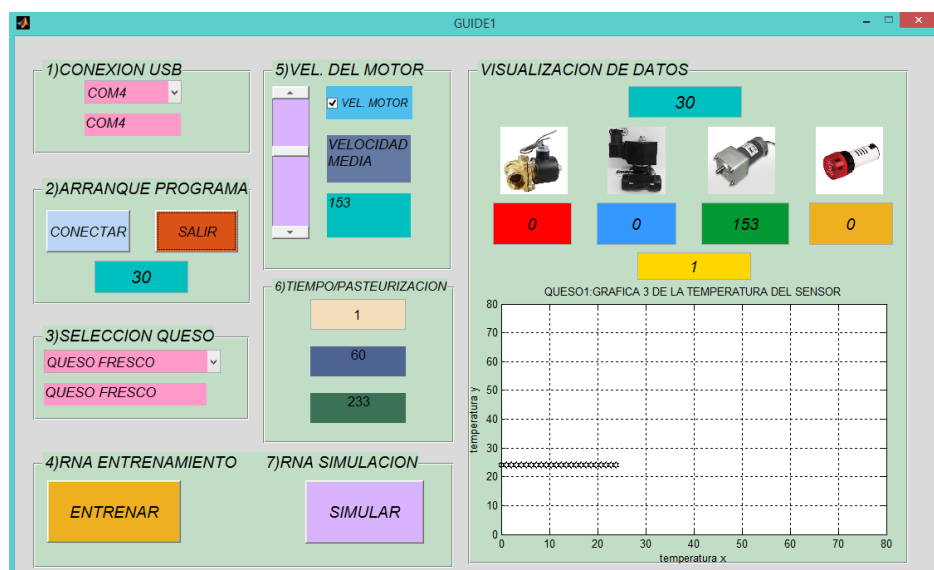 GUIDE1
1)CONEXION USB
COM4
COM4
2)ARRANQUE PROGRAMA
CONECTAR
SALIR
30
3)SELECCION QUESO
QUESO FRESCO
QUESO FRESCO
4)RNA ENTRENAMIENTO
ENTRENAR
5)VEL. DEL MOTOR
VEL. MOTOR
VELOCIDAD
MEDIA
153
6)TIEMPO/PASTEURIZACION
1
60
233
7)RNA SIMULACION
SIMULAR
VISUALIZACION DE DATOS
30
0
0
153
0
1
QUESO1:GRAFICA 3 DE LA TEMPERATURA DEL SENSOR
temperatura y
80
70
60
50
40
30
20
10
0
0 10 20 30 40 50 60 70 80
temperatura x